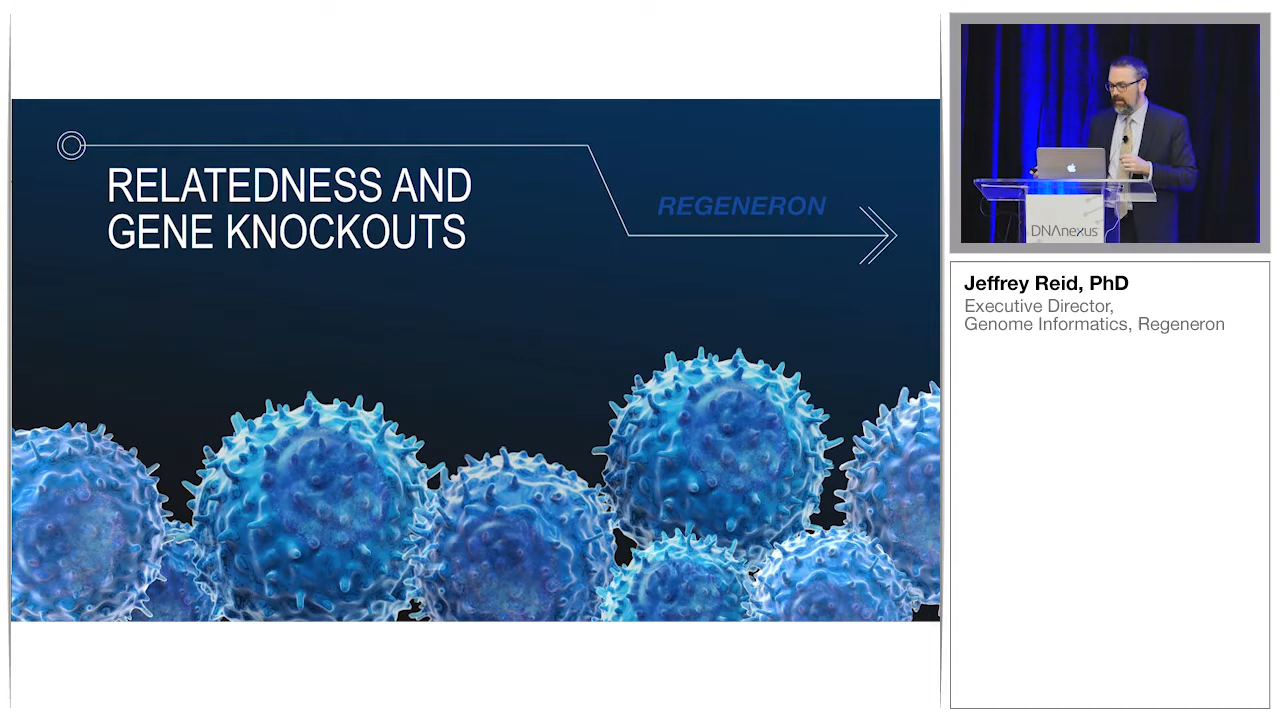 RELATEDNESS AND
GENE KNOCKOUTS
REGENERON
DNAnexus
Jeffrey Reid, PhD
Executive Director,
Genome Informatics, Regeneron